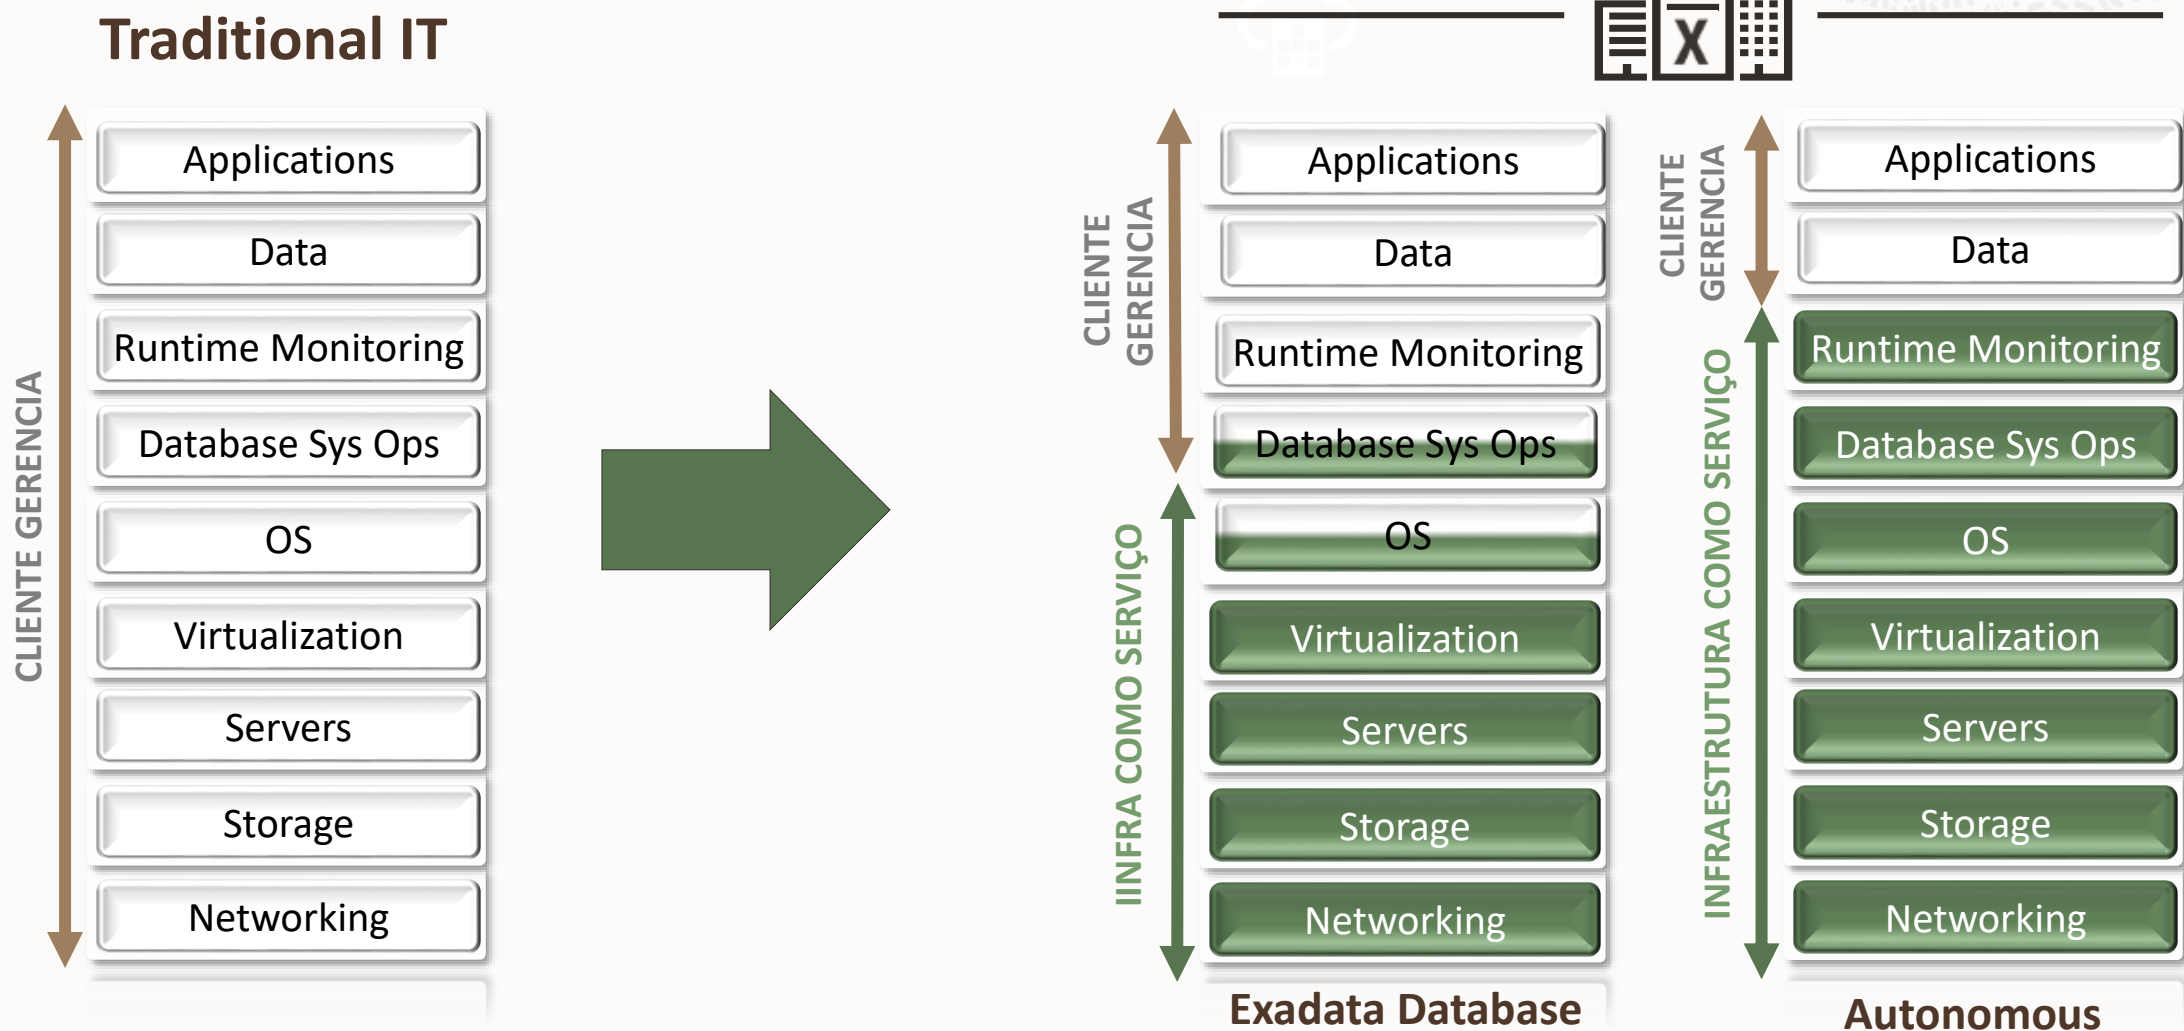 Traditional IT
X
CLIENTE GERENCIA
Applications
Data
Runtime Monitoring
Database Sys Ops
OS
Virtualization
Servers
Storage
Networking
CLIENTE
GERENCIA
IINFRA COMO SERVIÇO
Applications
Data
Runtime Monitoring
Database Sys Ops
OS
Virtualization
Servers
Storage
Networking
Exadata Database
CLIENTE
GERENCIA
INFRAESTRUTURA COMO SERVIÇO
Applications
Data
Runtime Monitoring
Database Sys Ops
OS
Virtualization
Servers
Storage
Networking
Autonomous